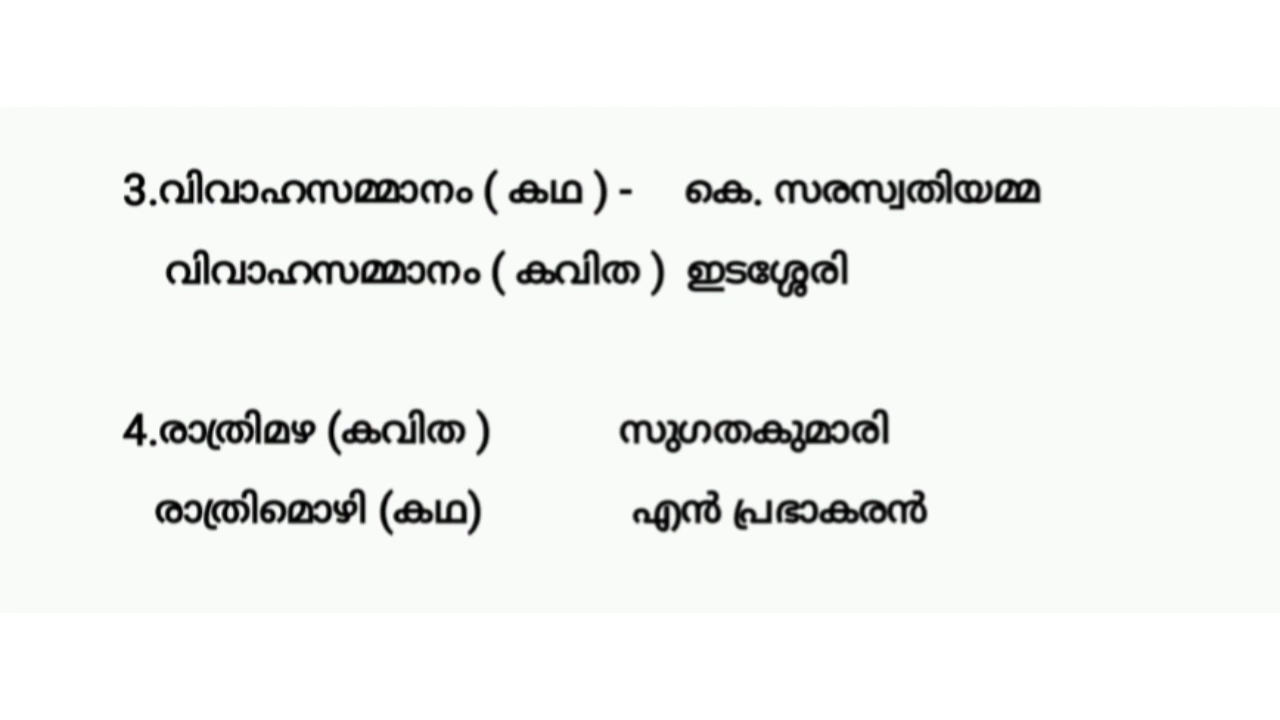 3.വിവാഹസമ്മാനം ( കഥ ) - കെ. സരസ്വതിയമ്മ
വിവാഹസമ്മാനം ( കവിത ) ഇടശ്ശേരി
4.രാത്രിമഴ (കവിത ) സുഗതകുമാരി
രാത്രിമൊഴി (കഥ) എൻ പ്രഭാകരൻ